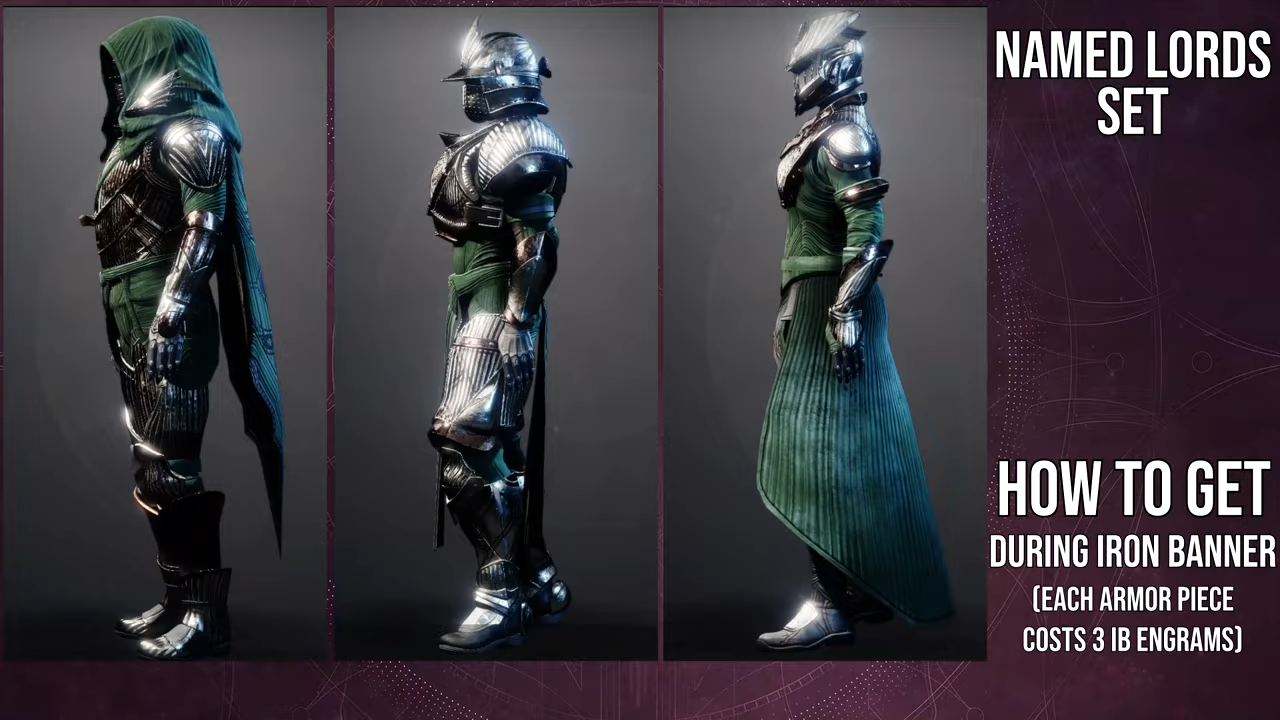 NAMED LORDS
SET
HOW TO GET
DURING IRON BANNER
(EACH ARMOR PIECE
COSTS 3 IB ENGRAMS)